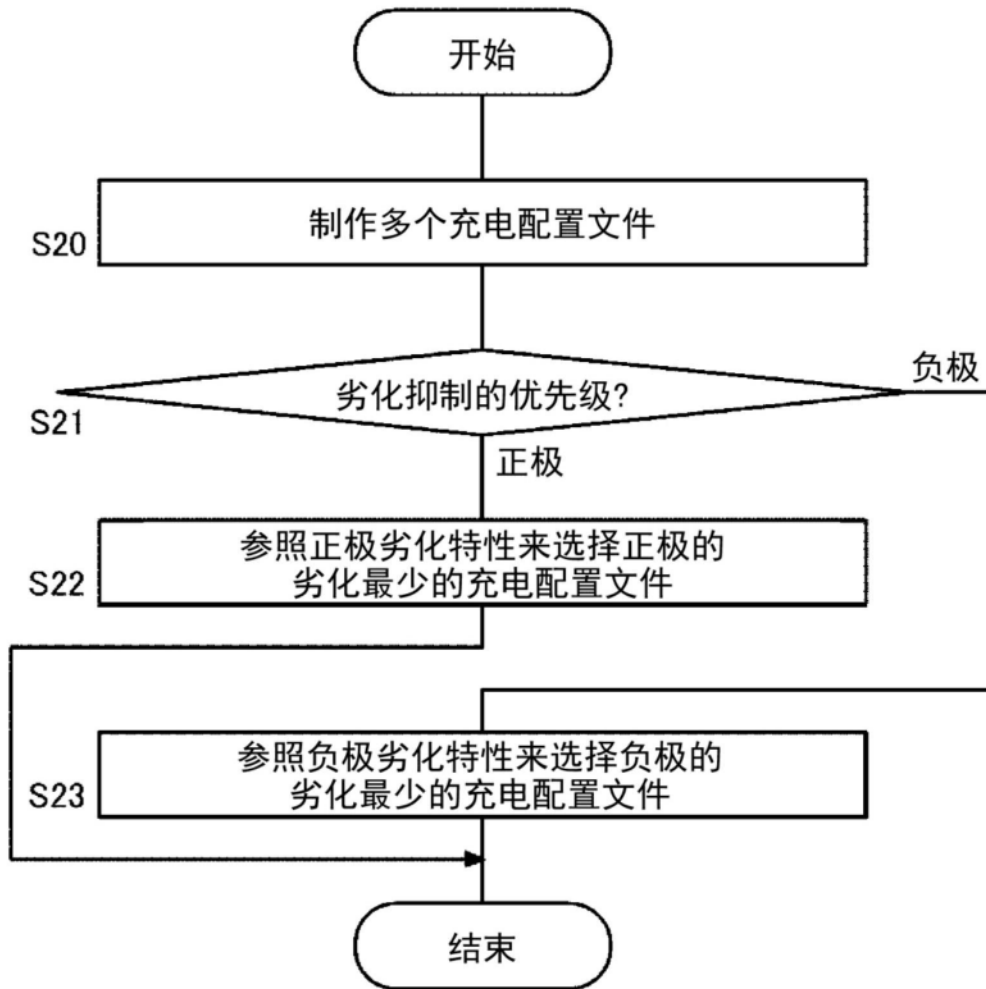 开始
制作多个充电配置文件
S20
劣化抑制的优先级?
负极
S21
正极
参照正极劣化特性来选择正极的
劣化最少的充电配置文件
S22
参照负极劣化特性来选择负极的
劣化最少的充电配置文件
S23
结束